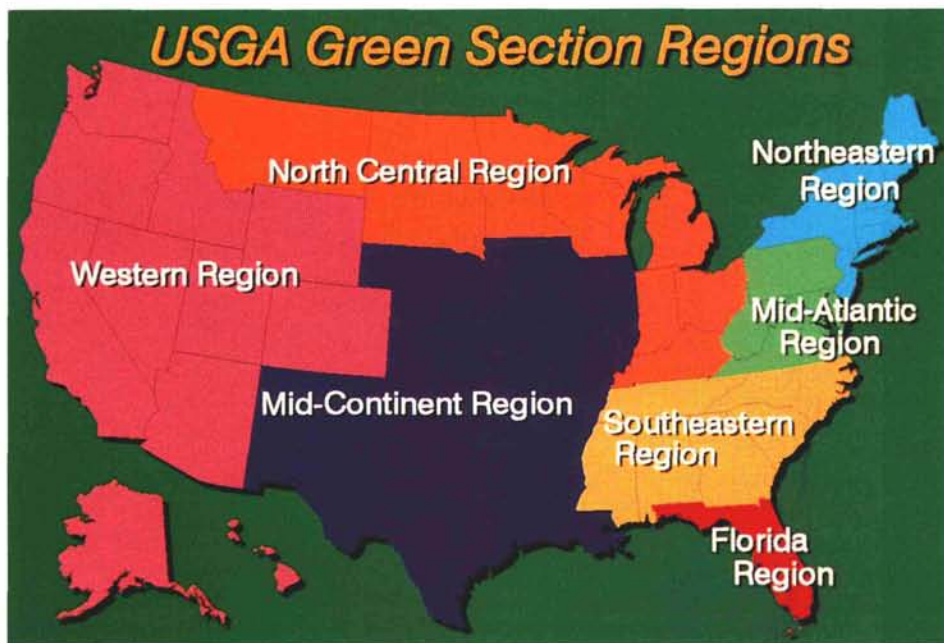 USGA Green Section Regions
Northeastern
Region
North Central Region
Western Region
Mid-Atlantic
Region
Mid-Continent Region
Southeastern
Region
Florida
Region